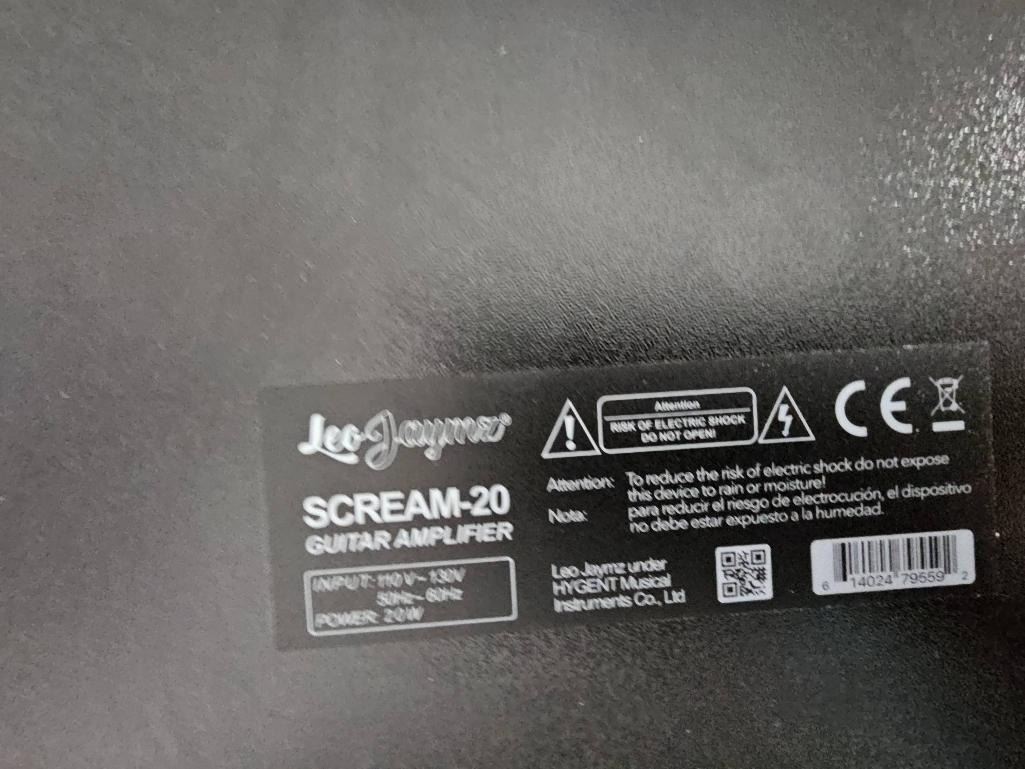 Leo Jaymz®
SCREAM-20
GUITAR AMPLIFIER
INPUT: 110V~130V
50Hz~60Hz
POWER: 20W
Attention
RISK OF ELECTRIC SHOCK
DO NOT OPEN!
CE
Attention: To reduce the risk of electric shock do not expose
this device to rain or moisture!
Nota: para reducir el riesgo de electrocución, el dispositivo
no debe estar expuesto a la humedad.
Leo Jaymz under
HYGENT Musical
Instruments Co., Ltd
6 14024 79559 2